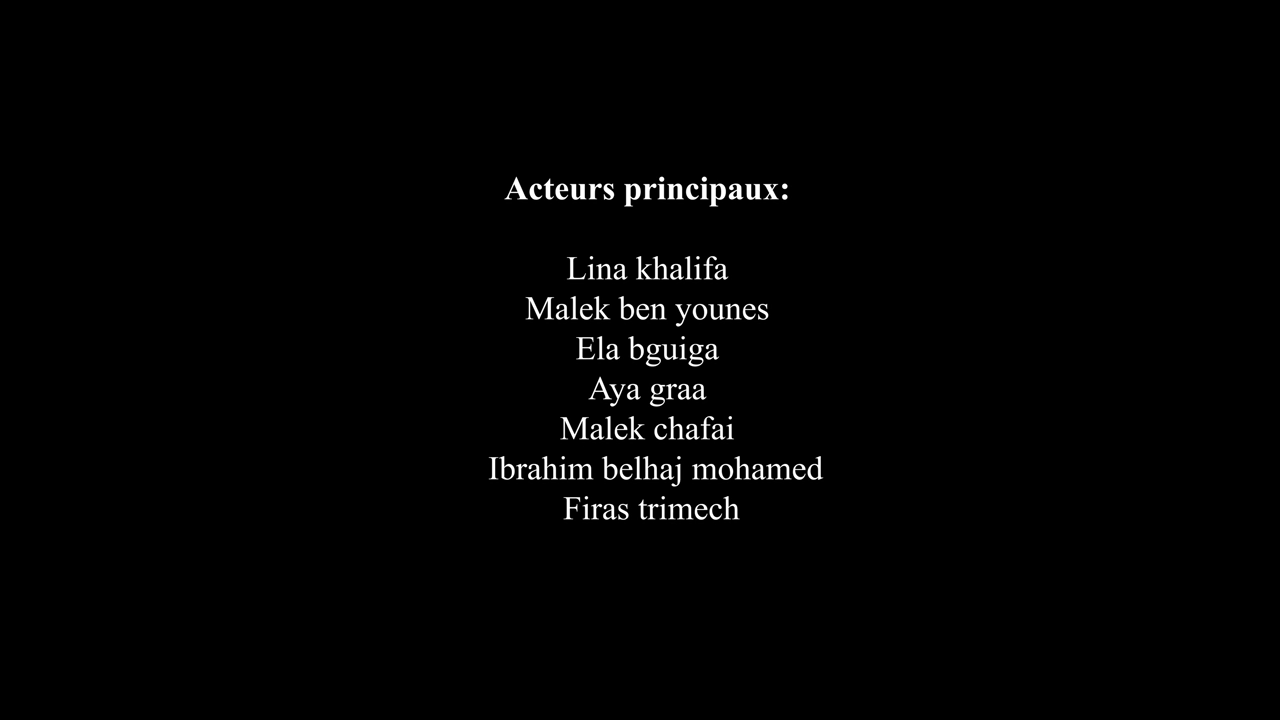 Acteurs principaux:
Lina khalifa
Malek ben younes
Ela bguiga
Aya graa
Malek chafai
Ibrahim belhaj mohamed
Firas trimech